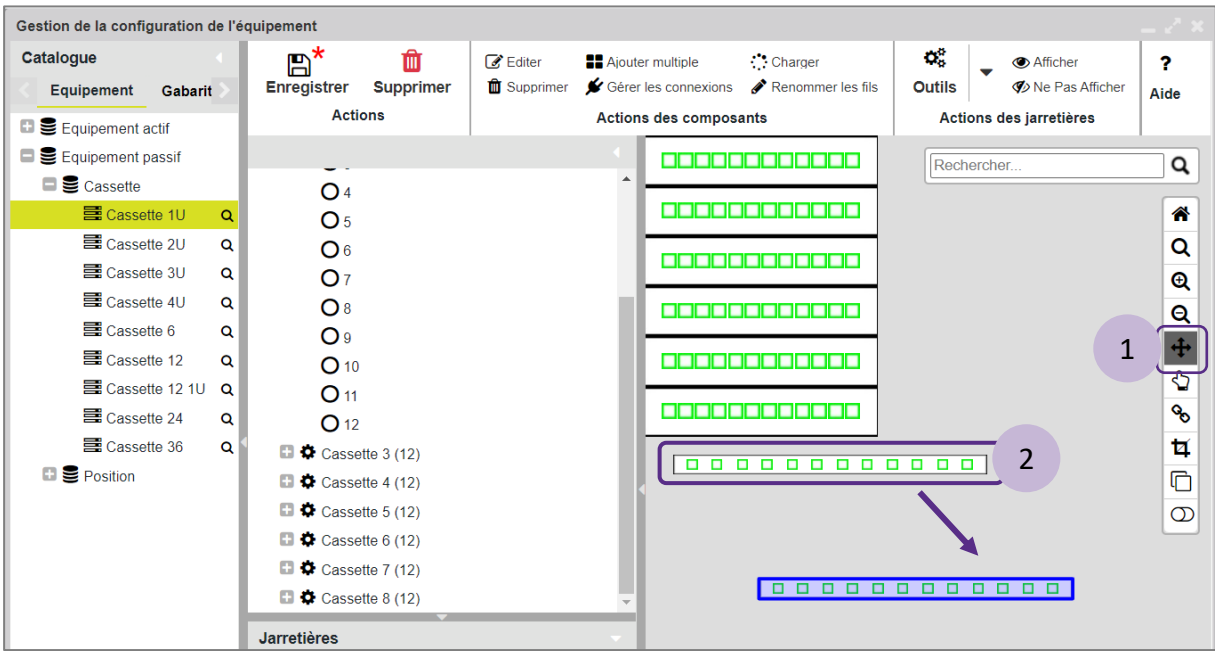 Gestion de la configuration de l'équipement
Catalogue
Equipement Gabarit
Equipement actif
Equipement passif
Cassette
Cassette 1U
Cassette 2U
Cassette 3U
Cassette 4U
Cassette 6
Cassette 12
Cassette 12 1U
Cassette 24
Cassette 36
Position
Enregistrer Supprimer
Actions
Editer Ajouter multiple Charger
Supprimer Gérer les connexions Renommer les fils
Actions des composants
Outils
Afficher
Ne Pas Afficher
Actions des jarretières
?
Aide
4
5
6
7
8
9
10
11
12
Cassette 3 (12)
Cassette 4 (12)
Cassette 5 (12)
Cassette 6 (12)
Cassette 7 (12)
Cassette 8 (12)
Jarretières
Rechercher...
1
2